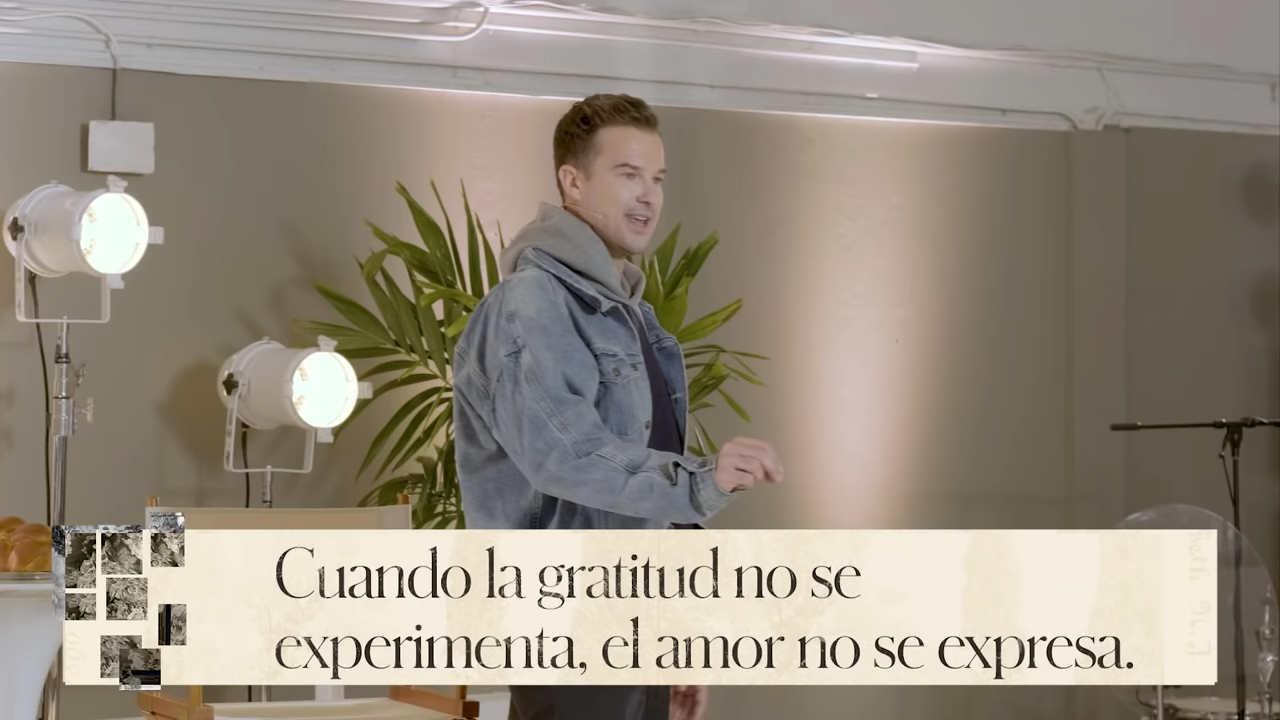 Cuando la gratitud no se
experimenta, el amor no se expresa.